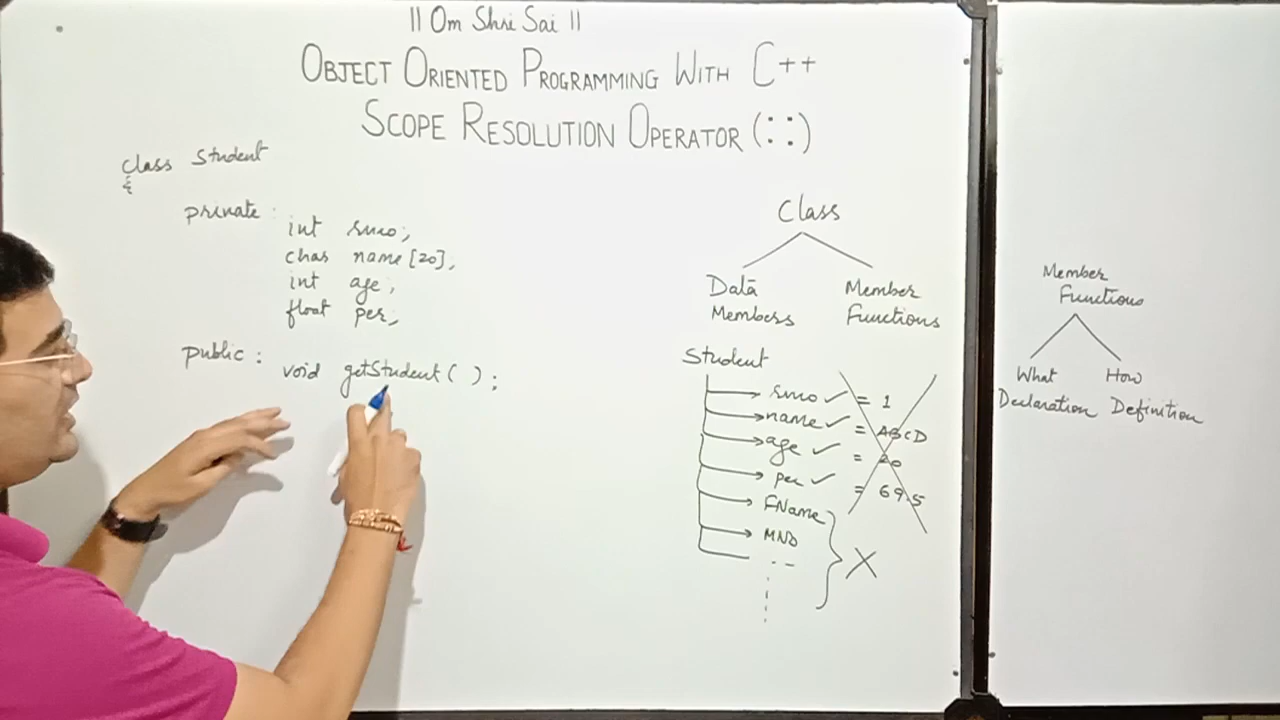 || Om Shri Sai ||
OBJECT ORIENTED PROGRAMMING WITH C++
SCOPE RESOLUTION OPERATOR (::)
class Student
{
private :
int srno;
char name[20];
int age;
float per;
public :
void getStudent( );
Class
Data Members
Member Functions
Student
srno ✓ = 1
name ✓ = ABCD
age ✓ = 20
per ✓ = 69.5
FName
MNo
Member
Functions
What
Declaration
How
Definition